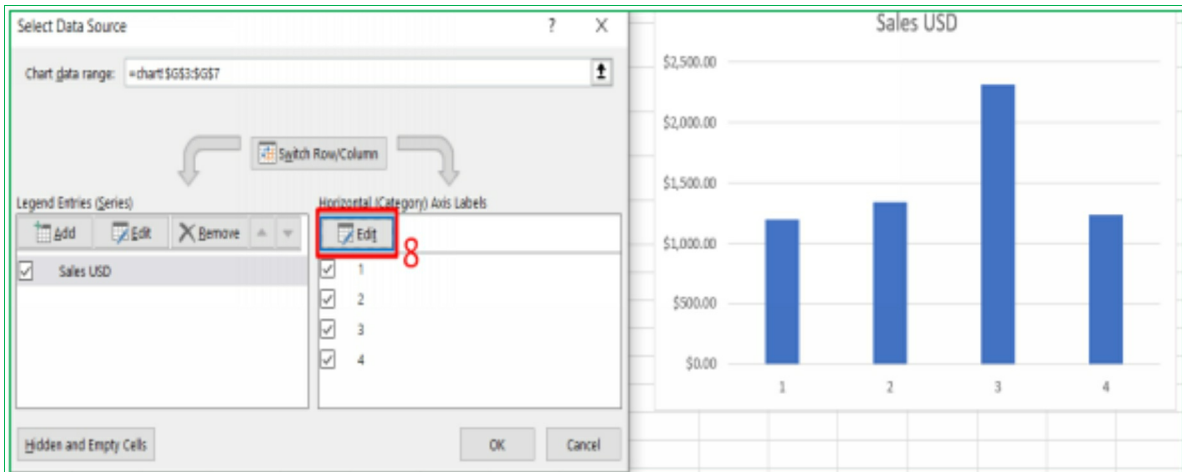 Select Data Source ? X
Chart data range: =chart!$G$3:$G$7
Switch Row/Column
Legend Entries (Series)
Add Edit Remove
Sales USD
Horizontal (Category) Axis Labels
Edit
8
1
2
3
4
Hidden and Empty Cells
OK Cancel
Sales USD
$2,500.00
$2,000.00
$1,500.00
$1,000.00
$500.00
$0.00
1 2 3 4